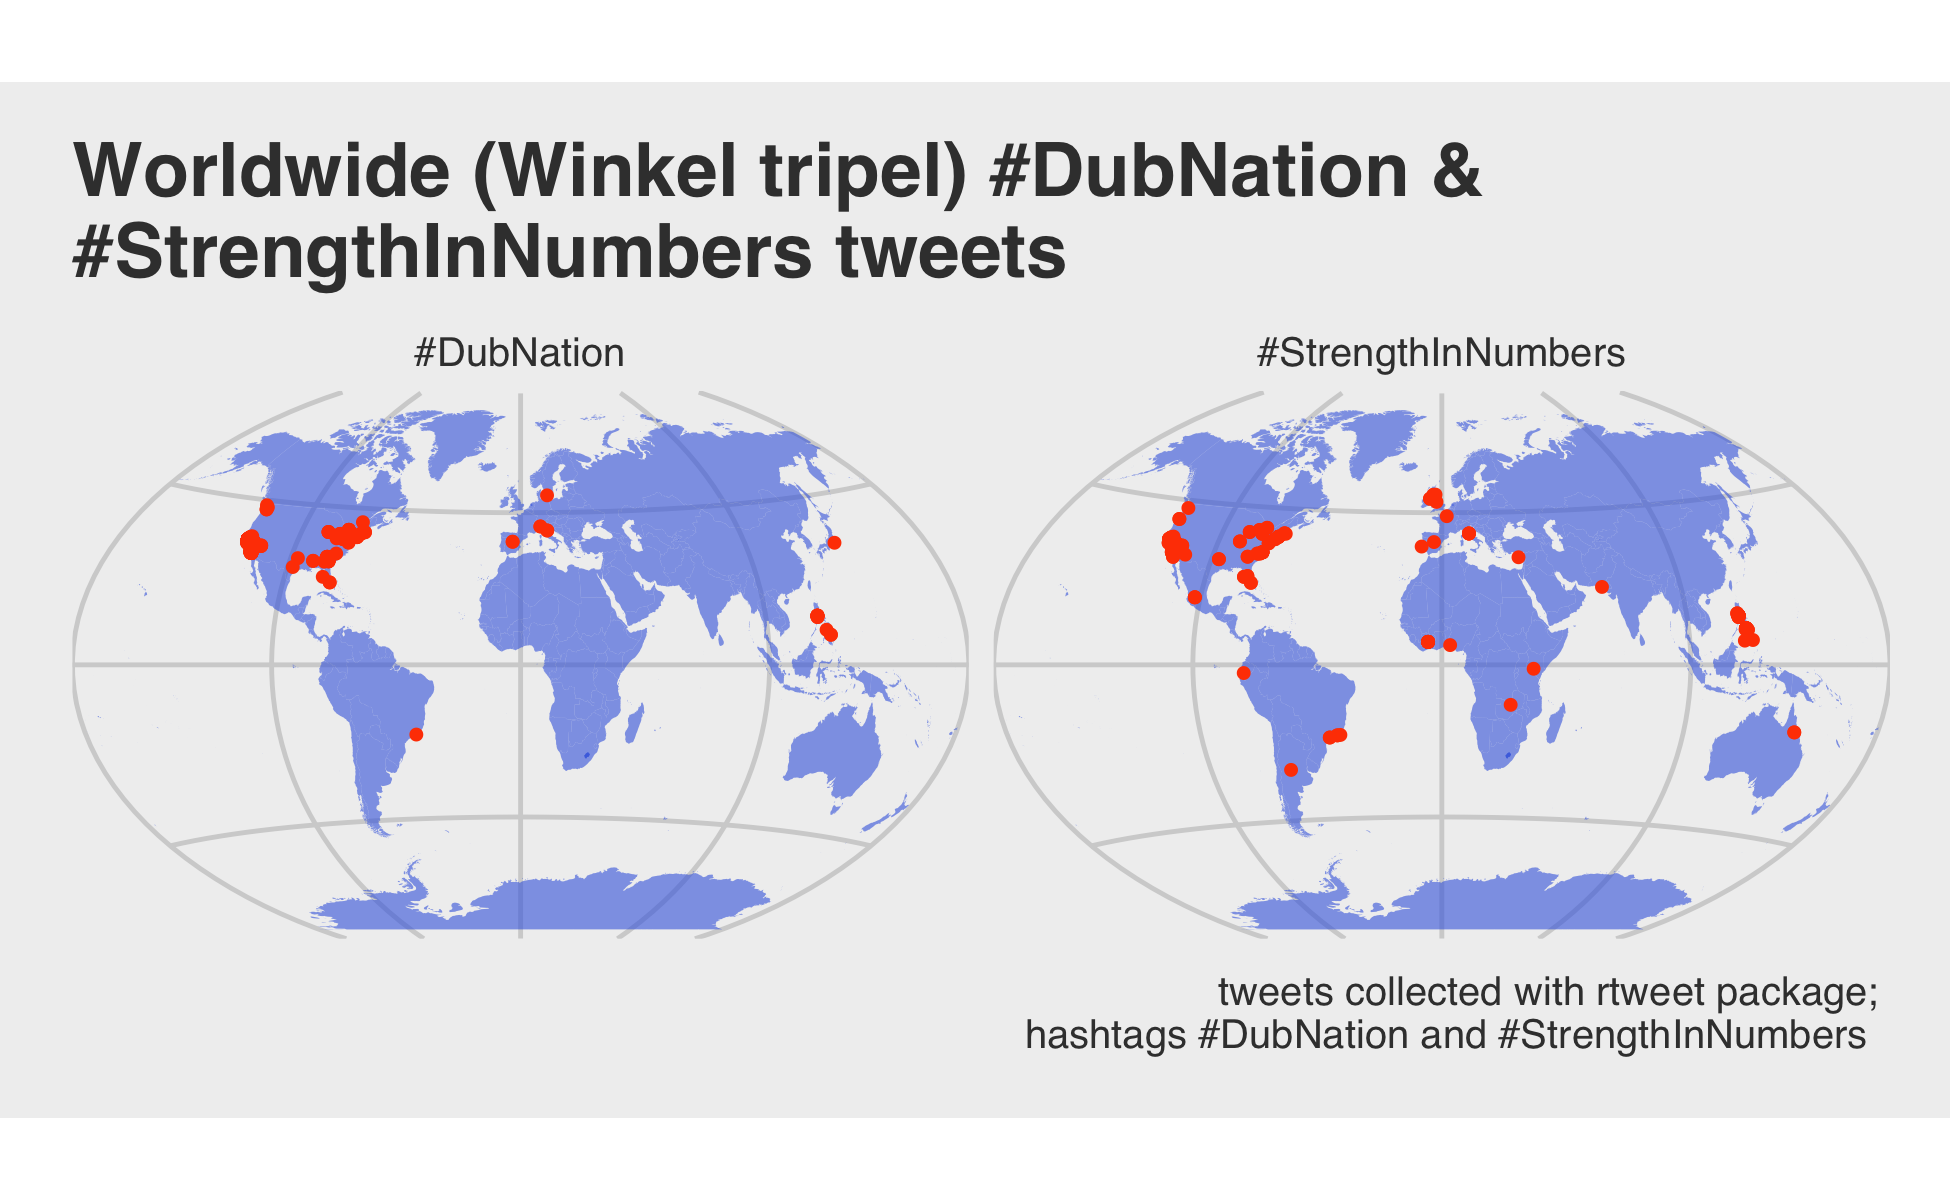 Worldwide (Winkel tripel) #DubNation &
#StrengthInNumbers tweets
#DubNation
#StrengthInNumbers
tweets collected with rtweet package;
hashtags #DubNation and #StrengthInNumbers